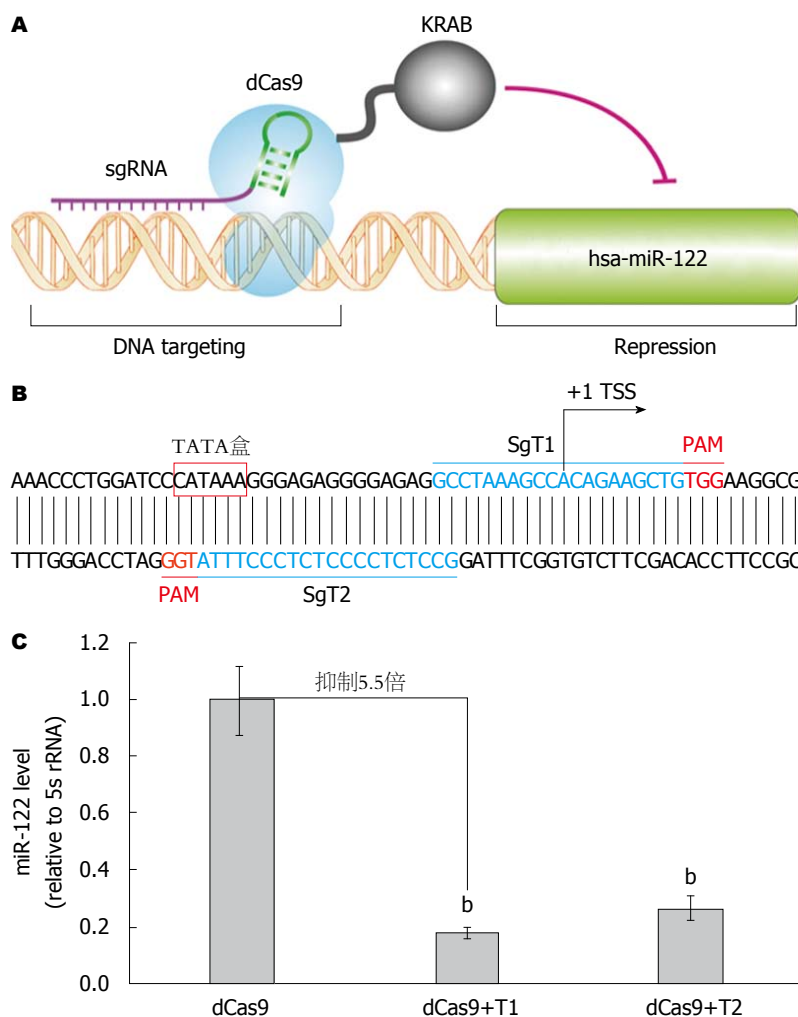 A
KRAB
dCas9
sgRNA
hsa-miR-122
DNA targeting
Repression
B
+1 TSS
TATA盒
SgT1
PAM
AAACCCTGGATCCCATAAAGGGAGAGGGGAGAGGCCTAAAGCCACAGAAGCTGTGGAAGGCG
TTTGGGACCTAGGGTATTTCCCTCTCCCCTCTCCGGATTTCGGTGTCTTCGACACCTTCCGC
PAM
SgT2
C
miR-122 level
(relative to 5s rRNA)
1.2
1.0
0.8
0.6
0.4
0.2
0.0
抑制5.5倍
b
b
dCas9
dCas9+T1
dCas9+T2